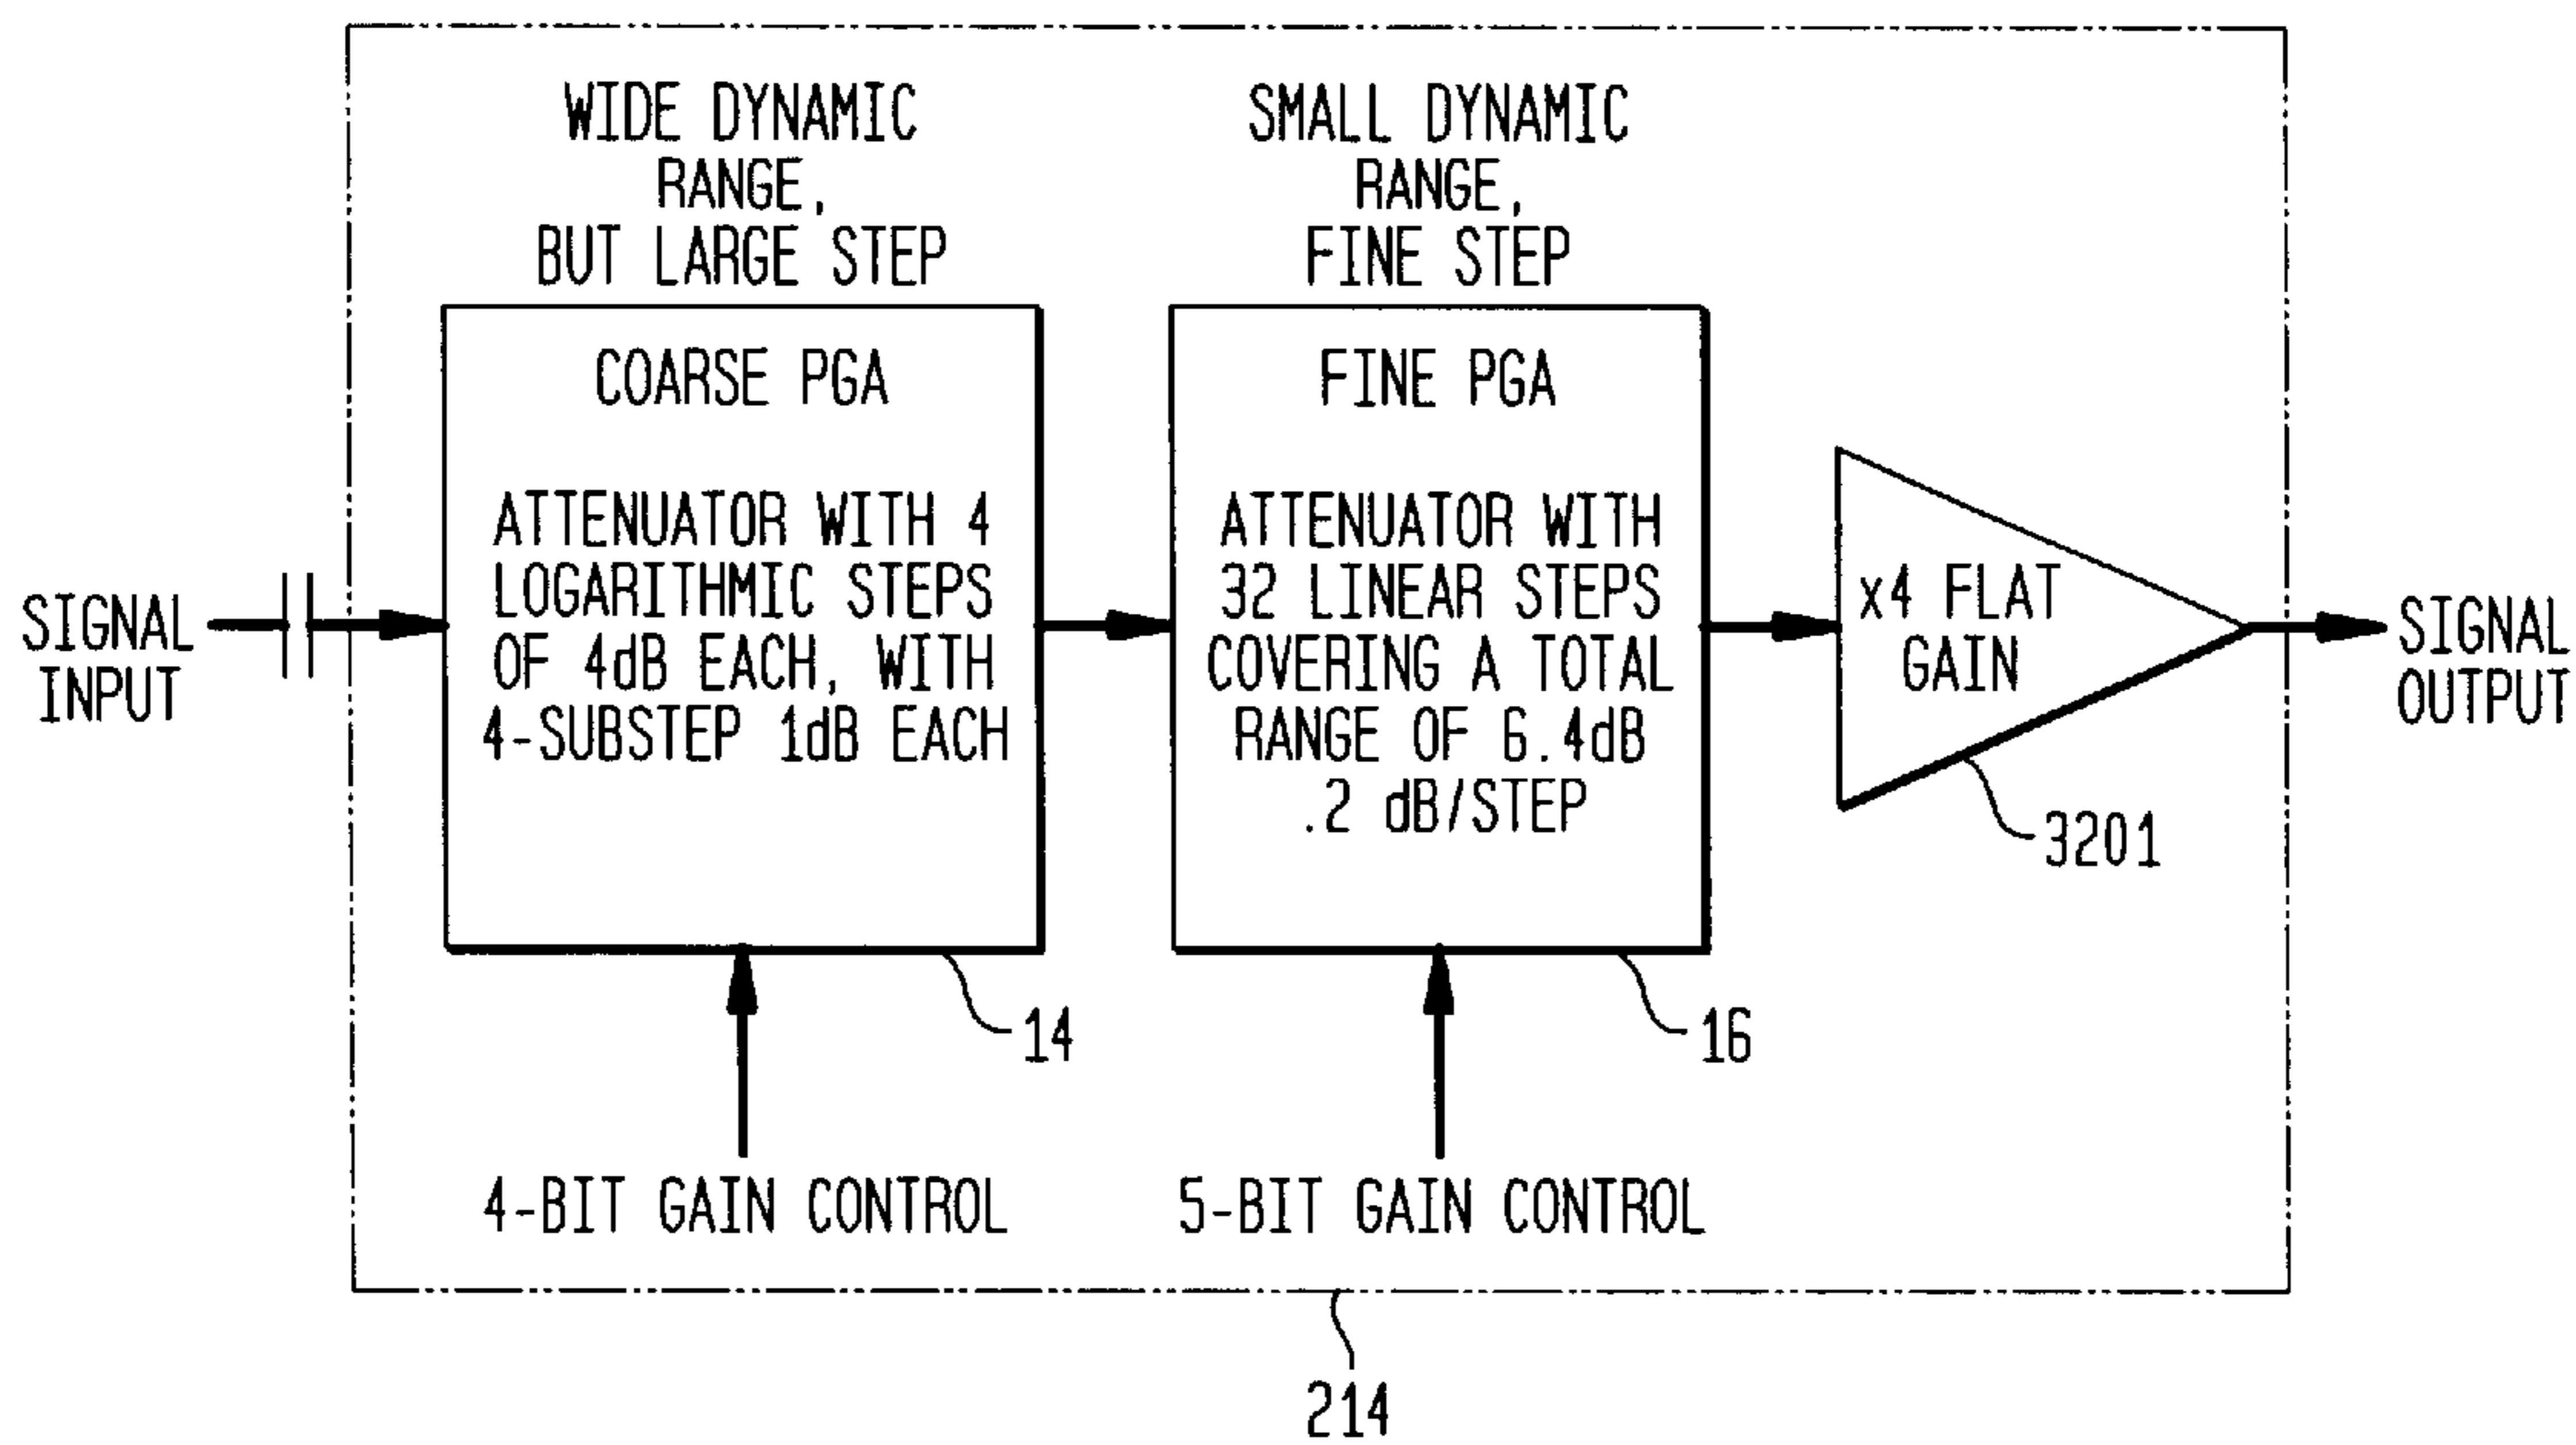 WIDE DYNAMIC
RANGE,
BUT LARGE STEP
SMALL DYNAMIC
RANGE,
FINE STEP
COARSE PGA
ATTENUATOR WITH 4
LOGARITHMIC STEPS
OF 4dB EACH, WITH
4-SUBSTEP 1dB EACH
FINE PGA
ATTENUATOR WITH
32 LINEAR STEPS
COVERING A TOTAL
RANGE OF 6.4dB
.2 dB/STEP
SIGNAL
INPUT
x4 FLAT
GAIN
SIGNAL
OUTPUT
3201
14
16
4-BIT GAIN CONTROL
5-BIT GAIN CONTROL
214